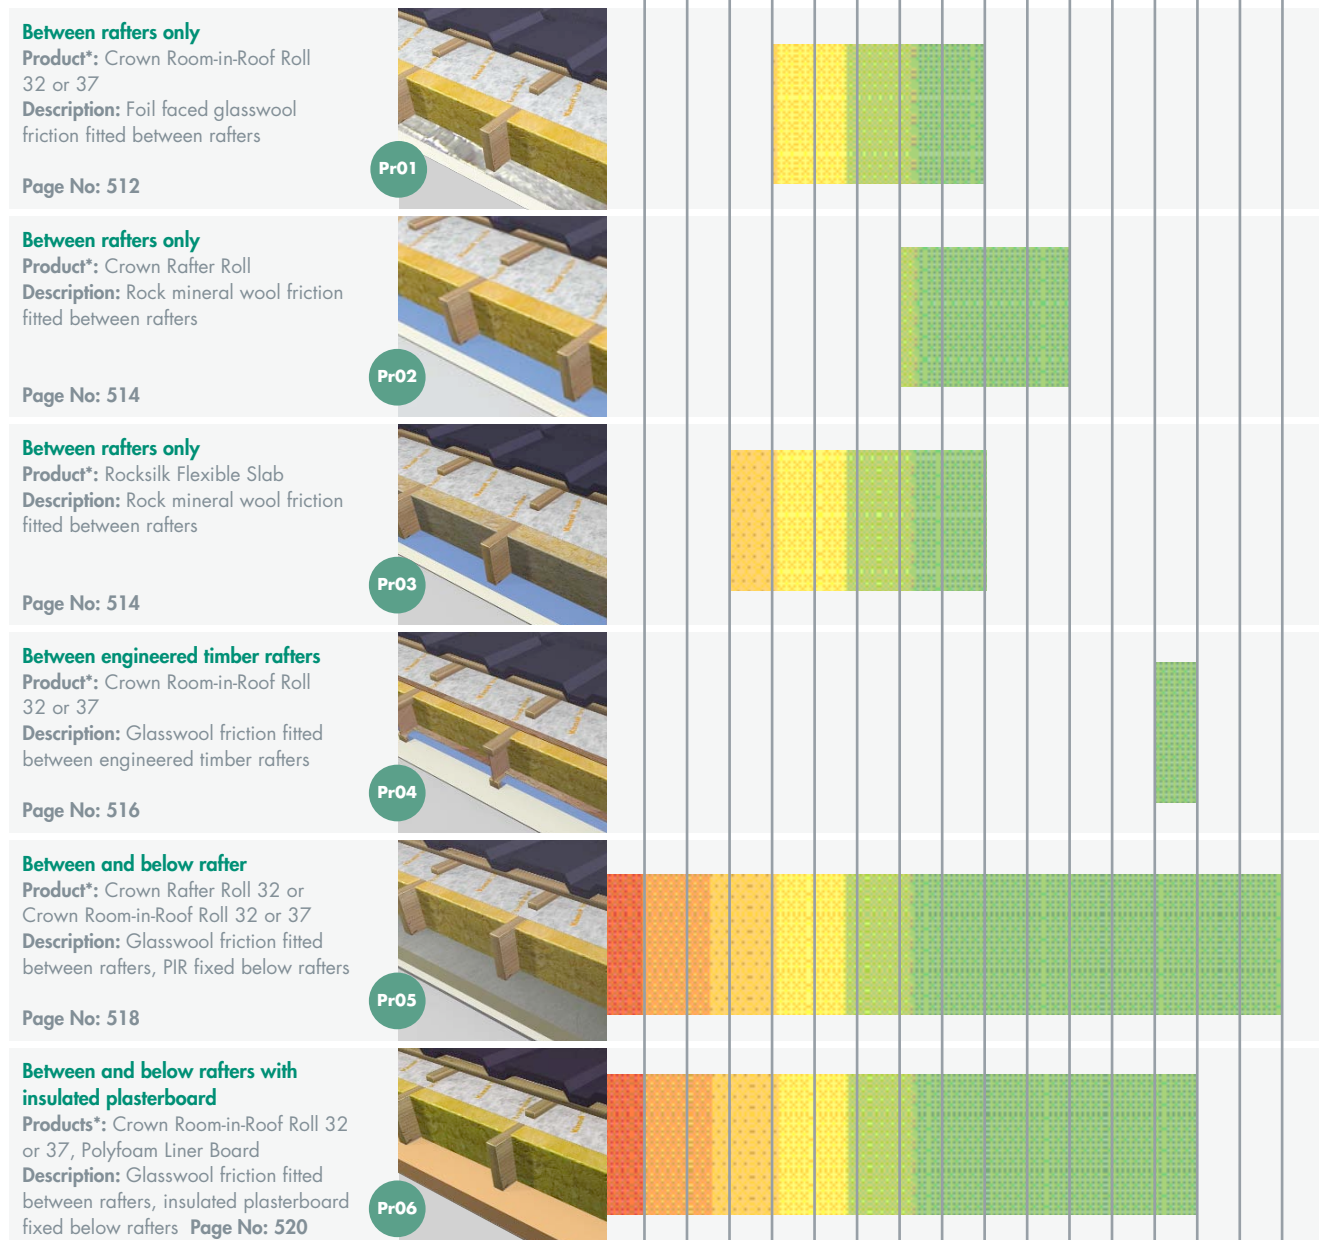 Between rafters only
Product*: Crown Room-in-Roof Roll
32 or 37
Description: Foil faced glasswool
friction fitted between rafters
Page No: 512
Pr01
Between rafters only
Product*: Crown Rafter Roll
Description: Rock mineral wool friction
fitted between rafters
Page No: 514
Pr02
Between rafters only
Product*: Rocksilk Flexible Slab
Description: Rock mineral wool friction
fitted between rafters
Page No: 514
Pr03
Between engineered timber rafters
Product*: Crown Room-in-Roof Roll
32 or 37
Description: Glasswool friction fitted
between engineered timber rafters
Page No: 516
Pr04
Between and below rafter
Product*: Crown Rafter Roll 32 or
Crown Room-in-Roof Roll 32 or 37
Description: Glasswool friction fitted
between rafters, PIR fixed below rafters
Page No: 518
Pr05
Between and below rafters with
insulated plasterboard
Products*: Crown Room-in-Roof Roll 32
or 37, Polyfoam Liner Board
Description: Glasswool friction fitted
between rafters, insulated plasterboard
fixed below rafters Page No: 520
Pr06